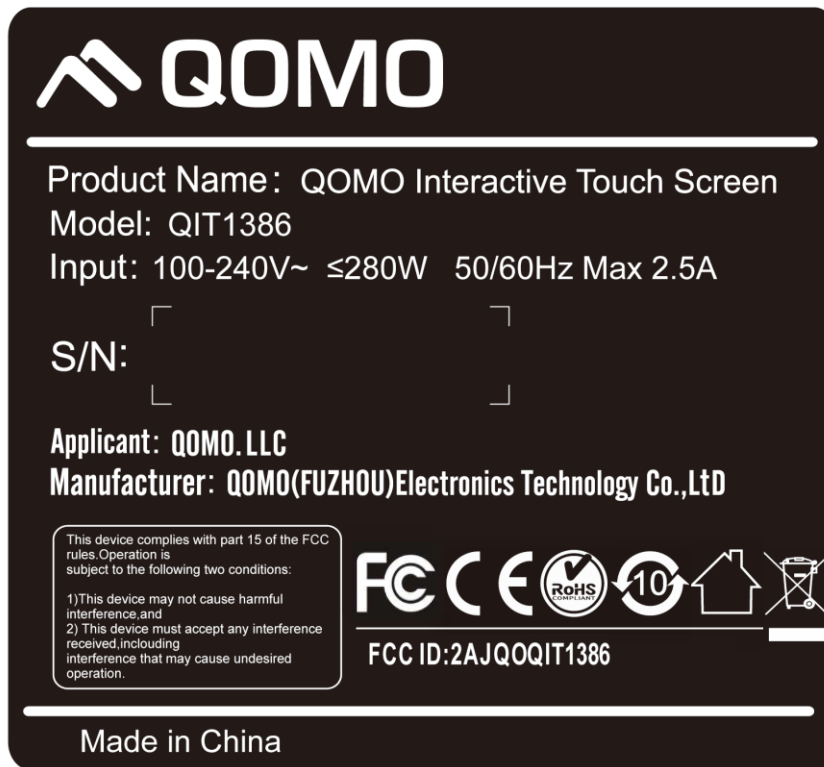 QOMO
Product Name: QOMO Interactive Touch Screen
Model: QIT1386
Input: 100-240V~ ≤280W 50/60Hz Max 2.5A
S/N:
Applicant: QOMO.LLC
Manufacturer: QOMO(FUZHOU)Electronics Technology Co.,LtD
This device complies with part 15 of the FCC
rules.Operation is
subject to the following two conditions:
1)This device may not cause harmful
interference,and
2) This device must accept any interference
received,inclouding
interference that may cause undesired
operation.
FC CE RoHS COMPLIANT 10
FCC ID:2AJQOQIT1386
Made in China